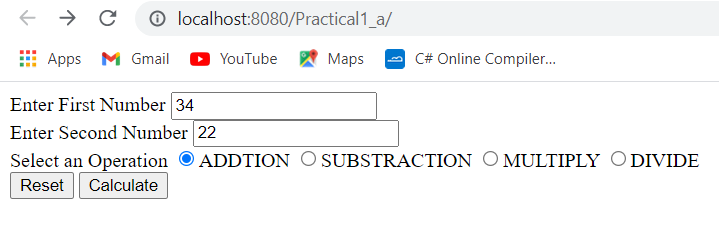 localhost:8080/Practical1_a/
Apps Gmail YouTube Maps C# Online Compiler...
Enter First Number 34
Enter Second Number 22
Select an Operation ADDTION SUBSTRACTION MULTIPLY DIVIDE
Reset Calculate